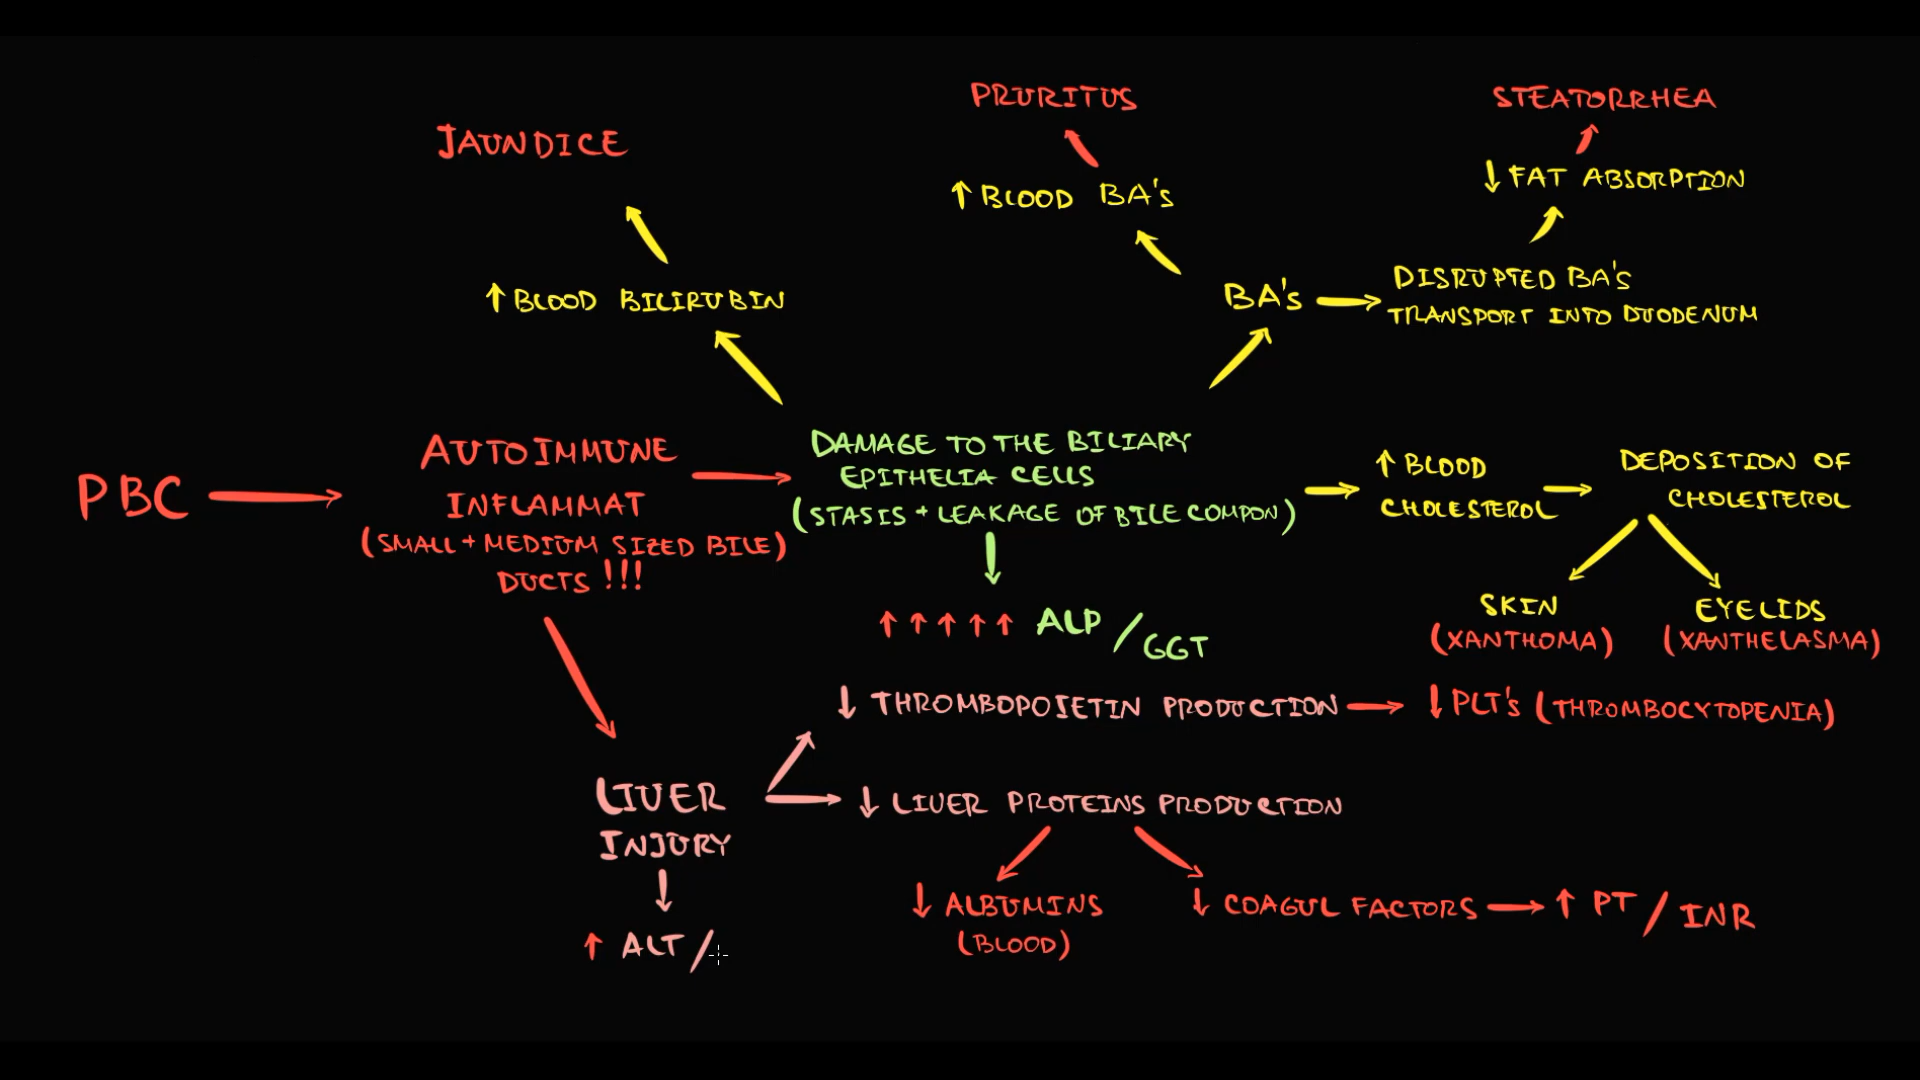 PRURITUS
STEATORRHEA
JAUNDICE
↓ FAT ABSORPTION
↑ BLOOD BA's
DISRUPTED BA's
TRANSPORT INTO DUODENUM
BA's
↑ BLOOD BILIRUBIN
DAMAGE TO THE BILIARY
EPITHELIA CELLS
(STASIS + LEAKAGE OF BILE COMPON)
AUTOIMMUNE
INFLAMMAT
(SMALL + MEDIUM SIZED BILE)
DUCTS !!!
PBC
↑ BLOOD
CHOLESTEROL
DEPOSITION OF
CHOLESTEROL
SKIN
(XANTHOMA)
EYELIDS
(XANTHELASMA)
↑ ↑ ↑ ↑ ↑ ALP / GGT
↓ THROMBOPOIETIN PRODUCTION
↓ PLT's (THROMBOCYTOPENIA)
LIVER
INJURY
↓ LIVER PROTEINS PRODUCTION
↓ ALBUMINS
(BLOOD)
↓ COAGUL FACTORS
↑ PT / INR
↑ ALT /